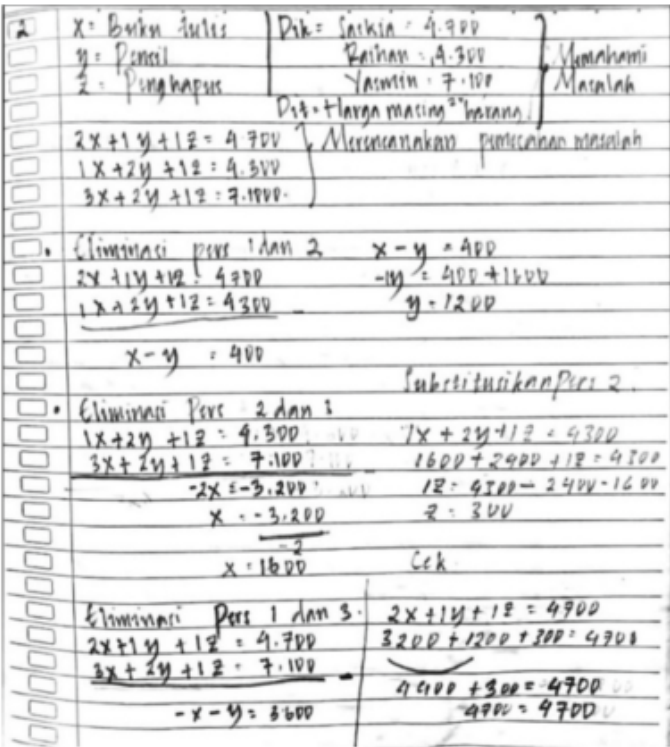 2
X = Buku tulis
y = Pensil
z = Penghapus
Dik = Saskia = 4.700
Raihan = 4.300
Yasmin = 7.100
Dit = Harga masing" barang
Memahami
Masalah
2x+1y+1z = 4.700
1x+2y+1z = 4.300
3x+2y+1z = 7.1000.
Merencanakan pemecahan masalah
Eliminasi pers 1 dan 2
2x+1y+1z = 4700
1x+2y+1z = 4300 -
x-y = 400
x-y = 400
-1y = 400+1600
y = 1200
Eliminasi Pers 2 dan 3
1x+2y+1z = 4.300
3x+2y+1z = 7.100 -
-2x = -3.200
x = -3.200
-2
x = 1600
Substitusikan Pers 2.
1x+2y+1z = 4300
1600+2400+1z = 4300
1z = 4300-2400-1600
z = 300
Eliminasi Pers 1 dan 3.
2x+1y+1z = 4.700
3x+2y+1z = 7.100 -
-x-y = 3600
Cek
2x+1y+1z = 4700
3200+1200+300 = 4700
4400+300 = 4700
4700 = 4700